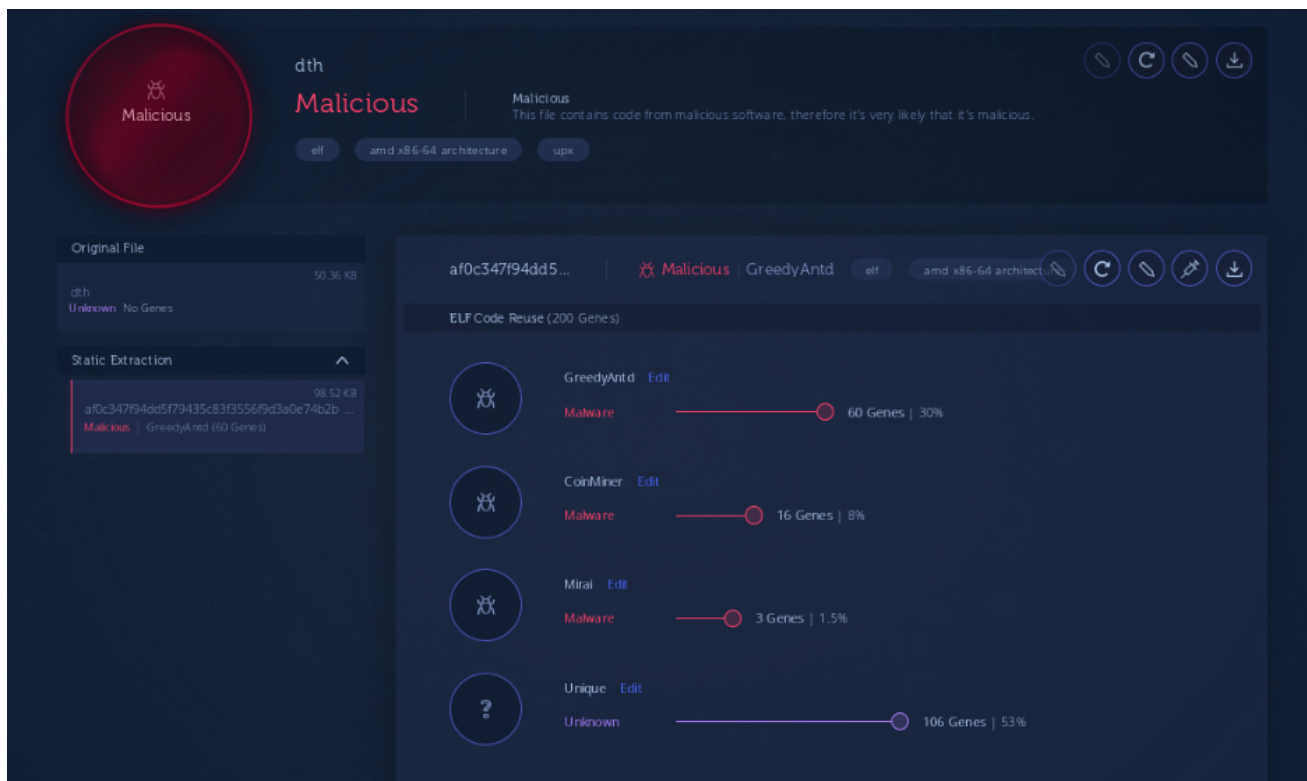 Malicious
dth
Malicious
Malicious
This file contains code from malicious software, therefore it's very likely that it's malicious.
elf amd x86-64 architecture upx
Original File
50.36 KB
dth
Unknown No Genes
Static Extraction
98.52 KB
af0c347f94dd5f79435c83f3556f9d3a0e74b2b ...
Malicious | GreedyAntd (60 Genes)
af0c347f94dd5... Malicious | GreedyAntd elf amd x86-64 architectu
ELF Code Reuse (200 Genes)
GreedyAntd Edit
Malware 60 Genes | 30%
CoinMiner Edit
Malware 16 Genes | 8%
Mirai Edit
Malware 3 Genes | 1.5%
? Unique Edit
Unknown 106 Genes | 53%